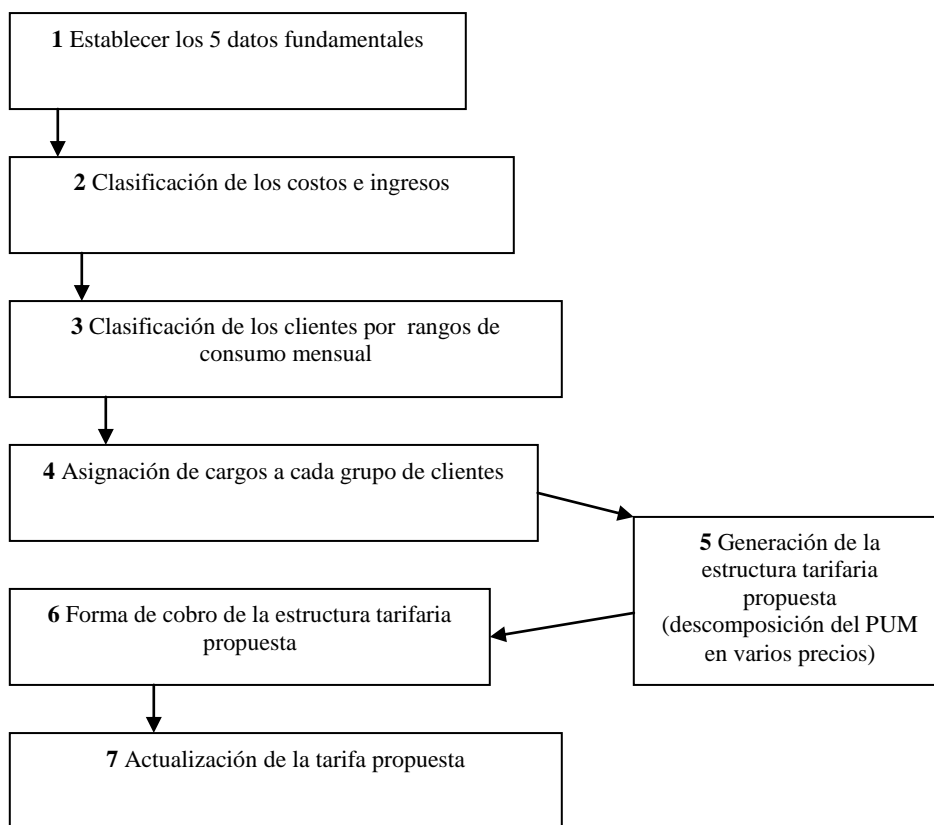 1 Establecer los 5 datos fundamentales
2 Clasificación de los costos e ingresos
3 Clasificación de los clientes por rangos de
consumo mensual
4 Asignación de cargos a cada grupo de clientes
5 Generación de la
estructura tarifaria
propuesta
(descomposición del PUM
en varios precios)
6 Forma de cobro de la estructura tarifaria
propuesta
7 Actualización de la tarifa propuesta